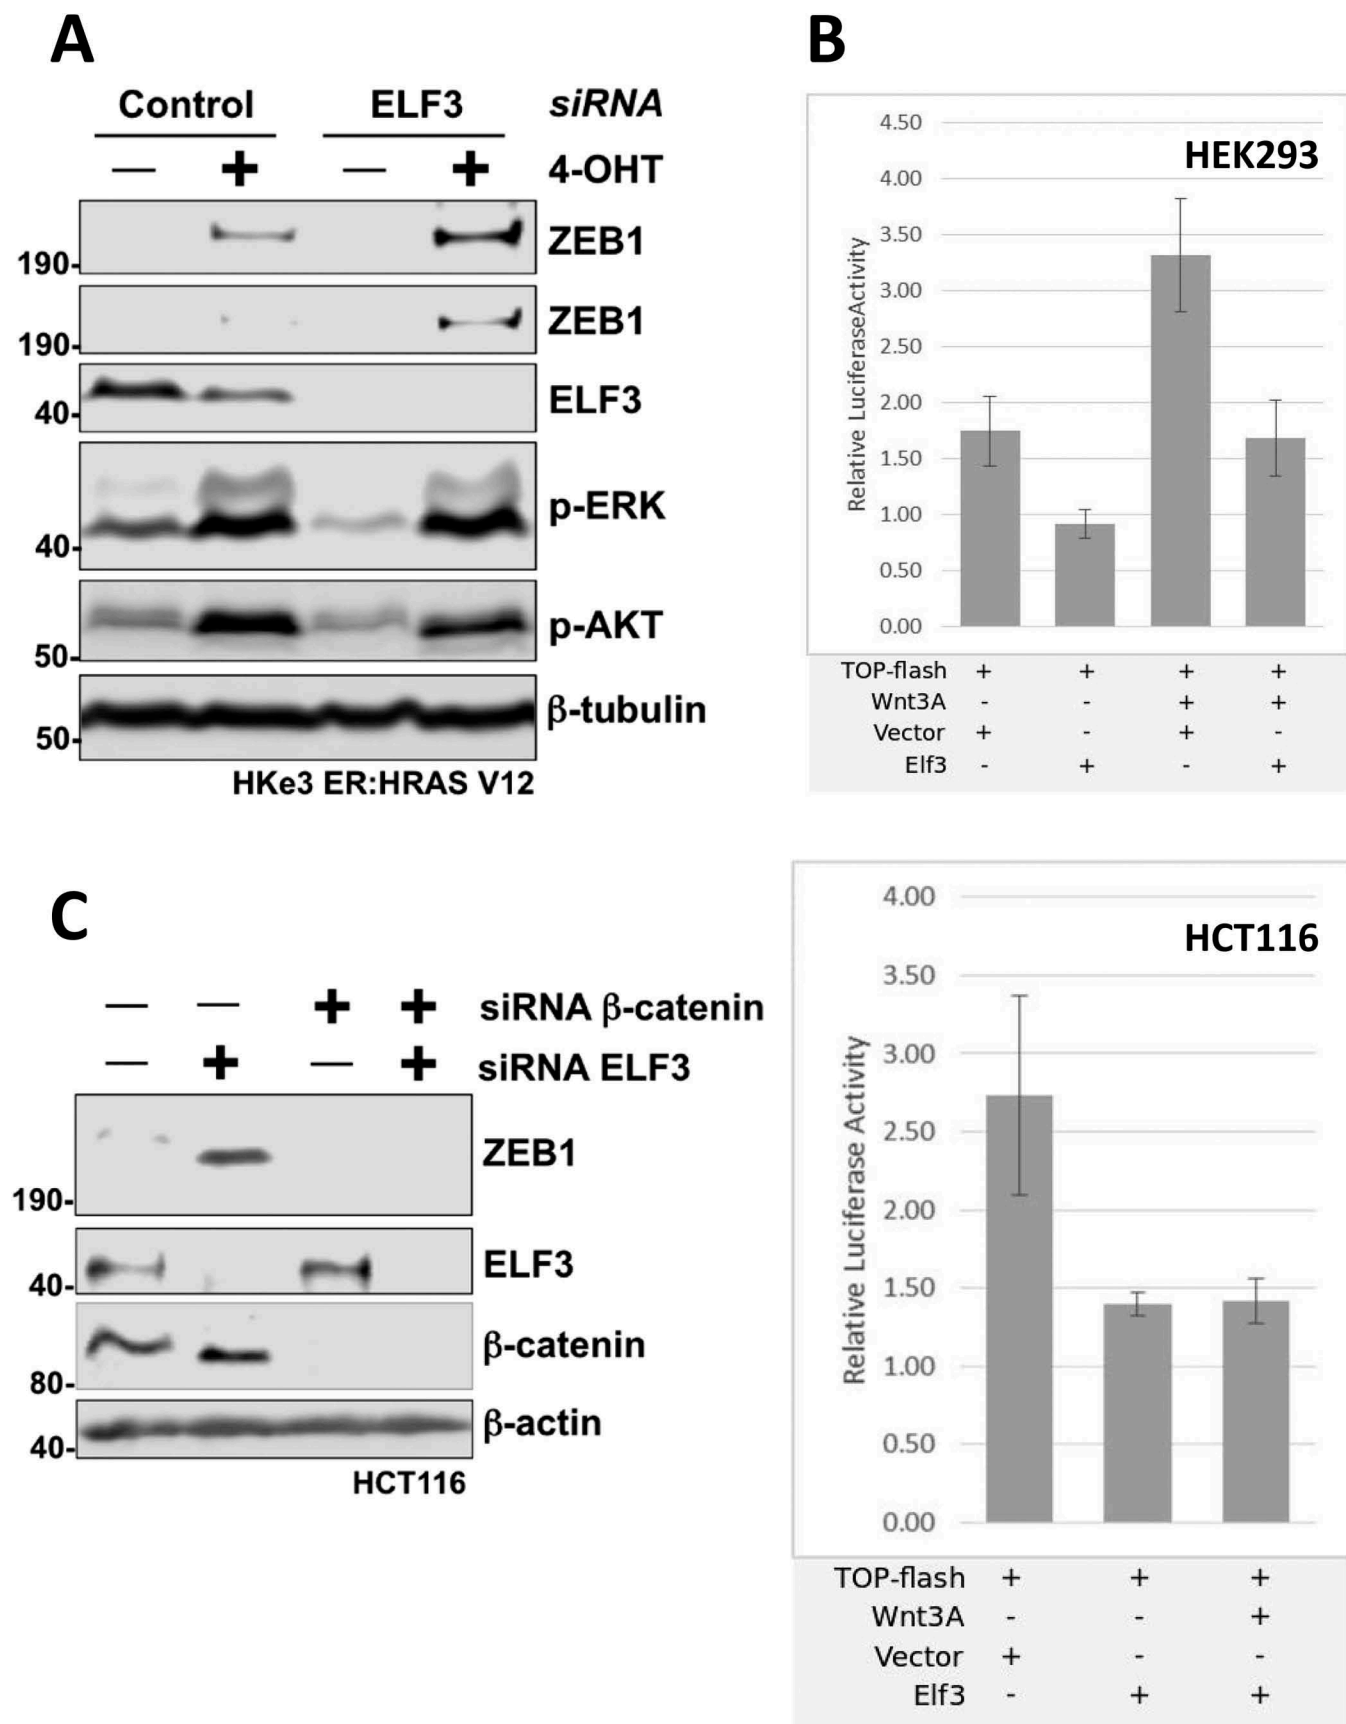 A
Control ELF3 siRNA
— + — + 4-OHT
ZEB1
190-
ZEB1
190-
ELF3
40-
p-ERK
40-
p-AKT
50-
β-tubulin
50-
HKe3 ER:HRAS V12
B
HEK293
Relative LuciferaseActivity
4.50
4.00
3.50
3.00
2.50
2.00
1.50
1.00
0.50
0.00
TOP-flash + + + +
Wnt3A - - + +
Vector + - + -
Elf3 - + - +
C
— — + + siRNA β-catenin
— + — + siRNA ELF3
ZEB1
190-
ELF3
40-
β-catenin
80-
β-actin
40-
HCT116
HCT116
Relative Luciferase Activity
4.00
3.50
3.00
2.50
2.00
1.50
1.00
0.50
0.00
TOP-flash + + +
Wnt3A - - +
Vector + - -
Elf3 - + +